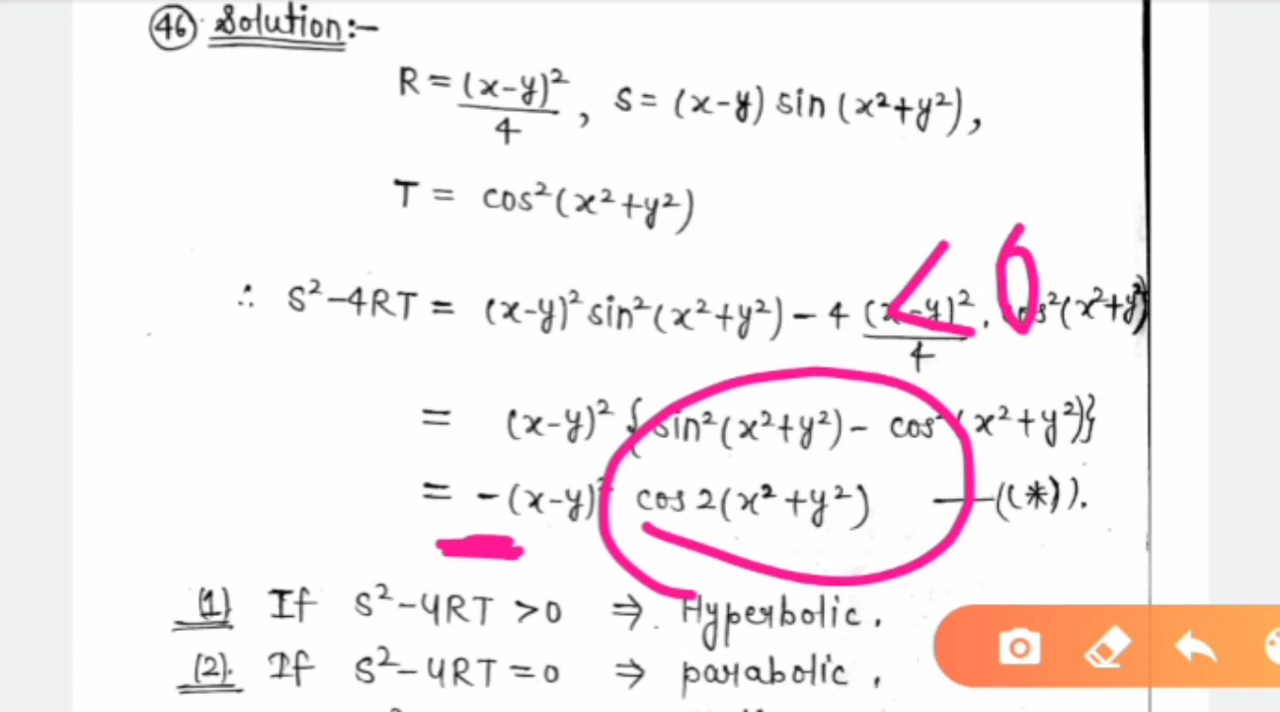 46 Solution:-
R = (x-y)²/4, S = (x-y) sin (x²+y²),
T = cos²(x²+y²)
∴ S²-4RT = (x-y)² sin²(x²+y²) - 4 (x-y)²/4 . cos²(x²+y²)
< 0
= (x-y)² {sin²(x²+y²) - cos²(x²+y²)}
= -(x-y)² cos 2(x²+y²) —((*)).
(1) If S²-4RT >0 ⇒. Hyperbolic.
(2). If S²-4RT = 0 ⇒ parabolic,